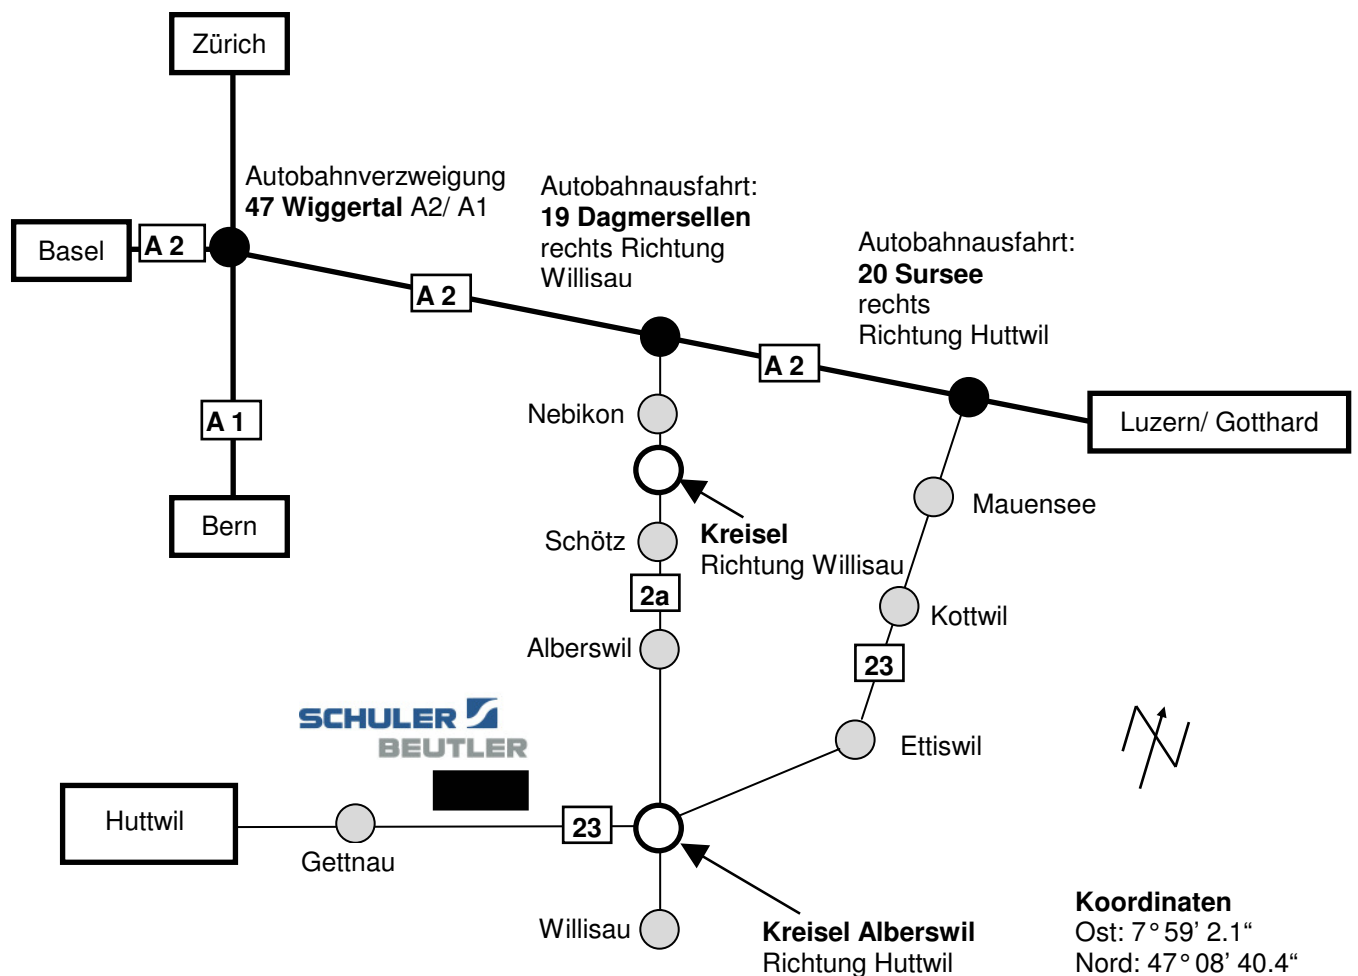 Zürich
Autobahnverzweigung
47 Wiggertal A2/ A1
Autobahnausfahrt:
19 Dagmersellen
rechts Richtung
Willisau
Autobahnausfahrt:
20 Sursee
rechts
Richtung Huttwil
Basel
A 2
A 2
A 2
A 1
Bern
Luzern/ Gotthard
Nebikon
Mauensee
Kreisel
Richtung Willisau
Schötz
2a
Kottwil
Alberswil
23
SCHULER
BEUTLER
Ettiswil
Huttwil
23
Gettnau
Willisau
Kreisel Alberswil
Richtung Huttwil
Koordinaten
Ost: 7° 59’ 2.1“
Nord: 47° 08’ 40.4“